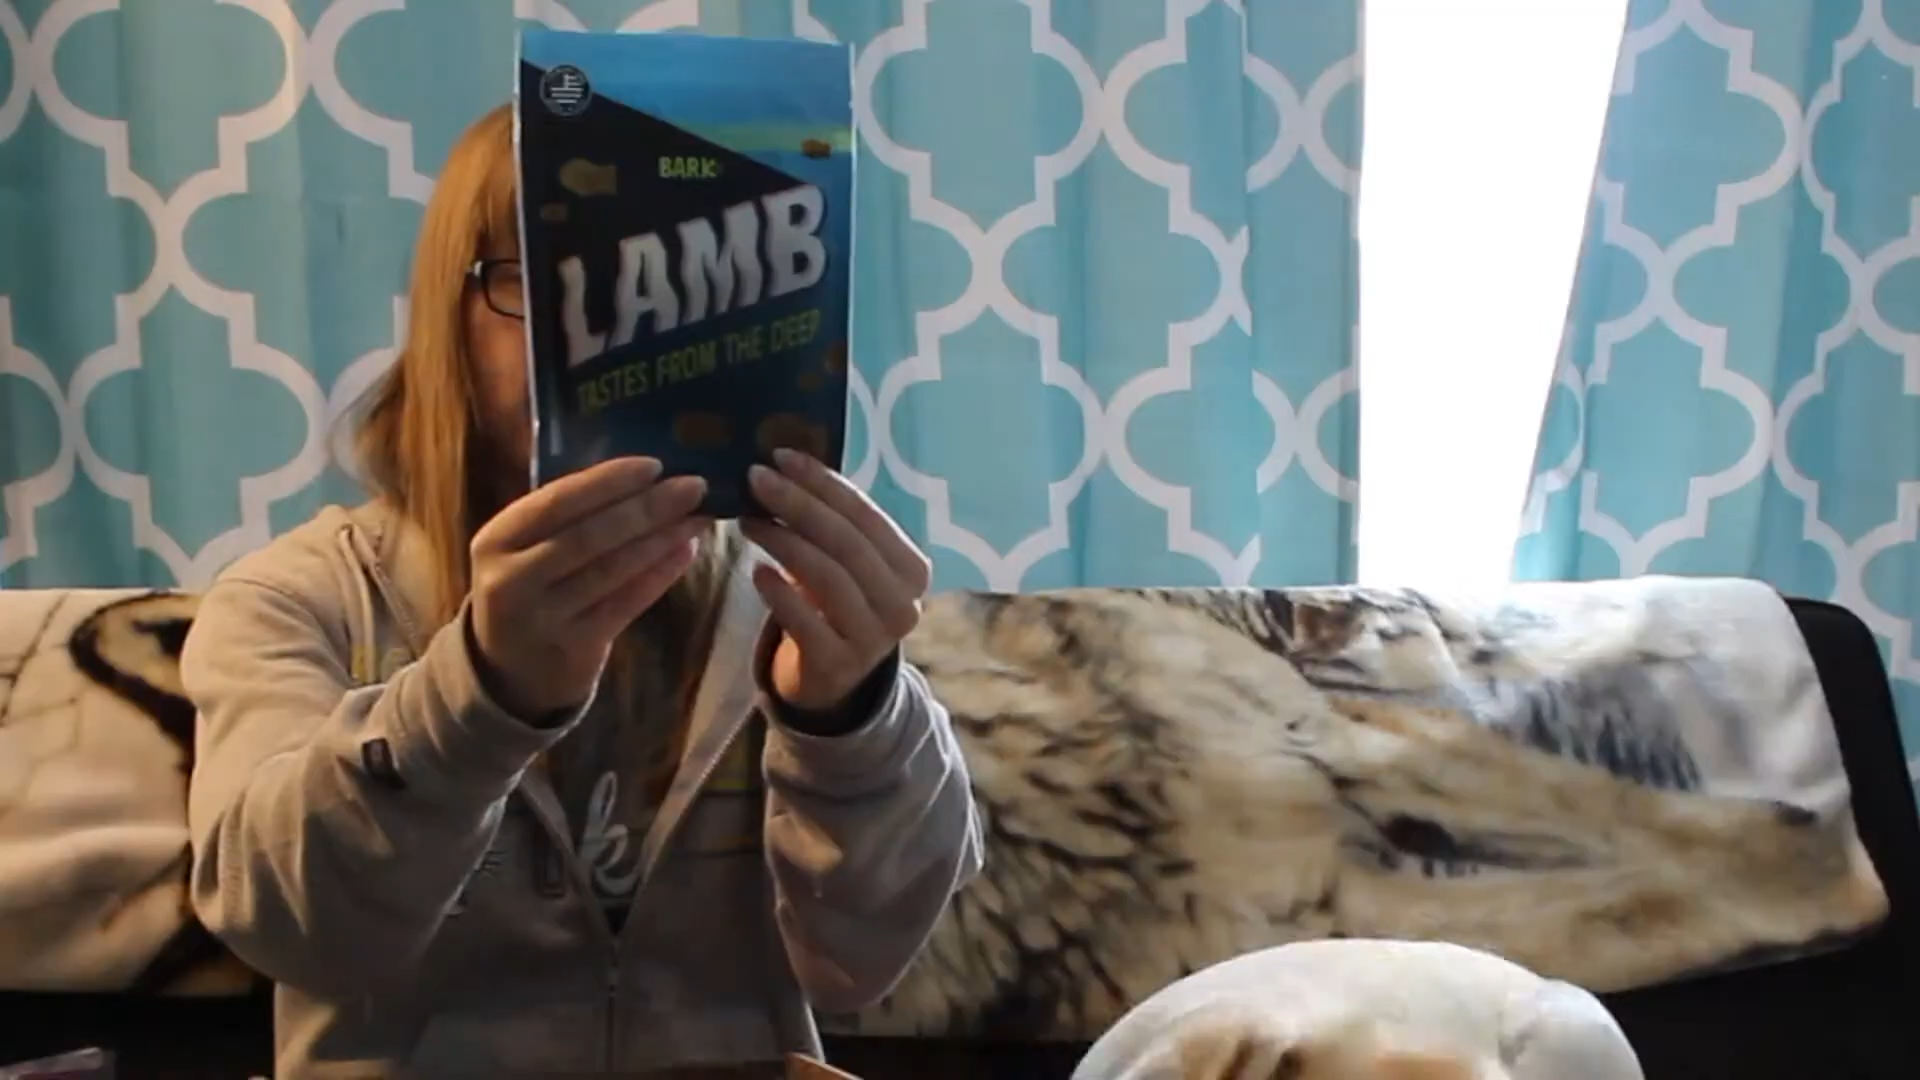 BARK
LAMB
TASTES FROM THE DEEP
k